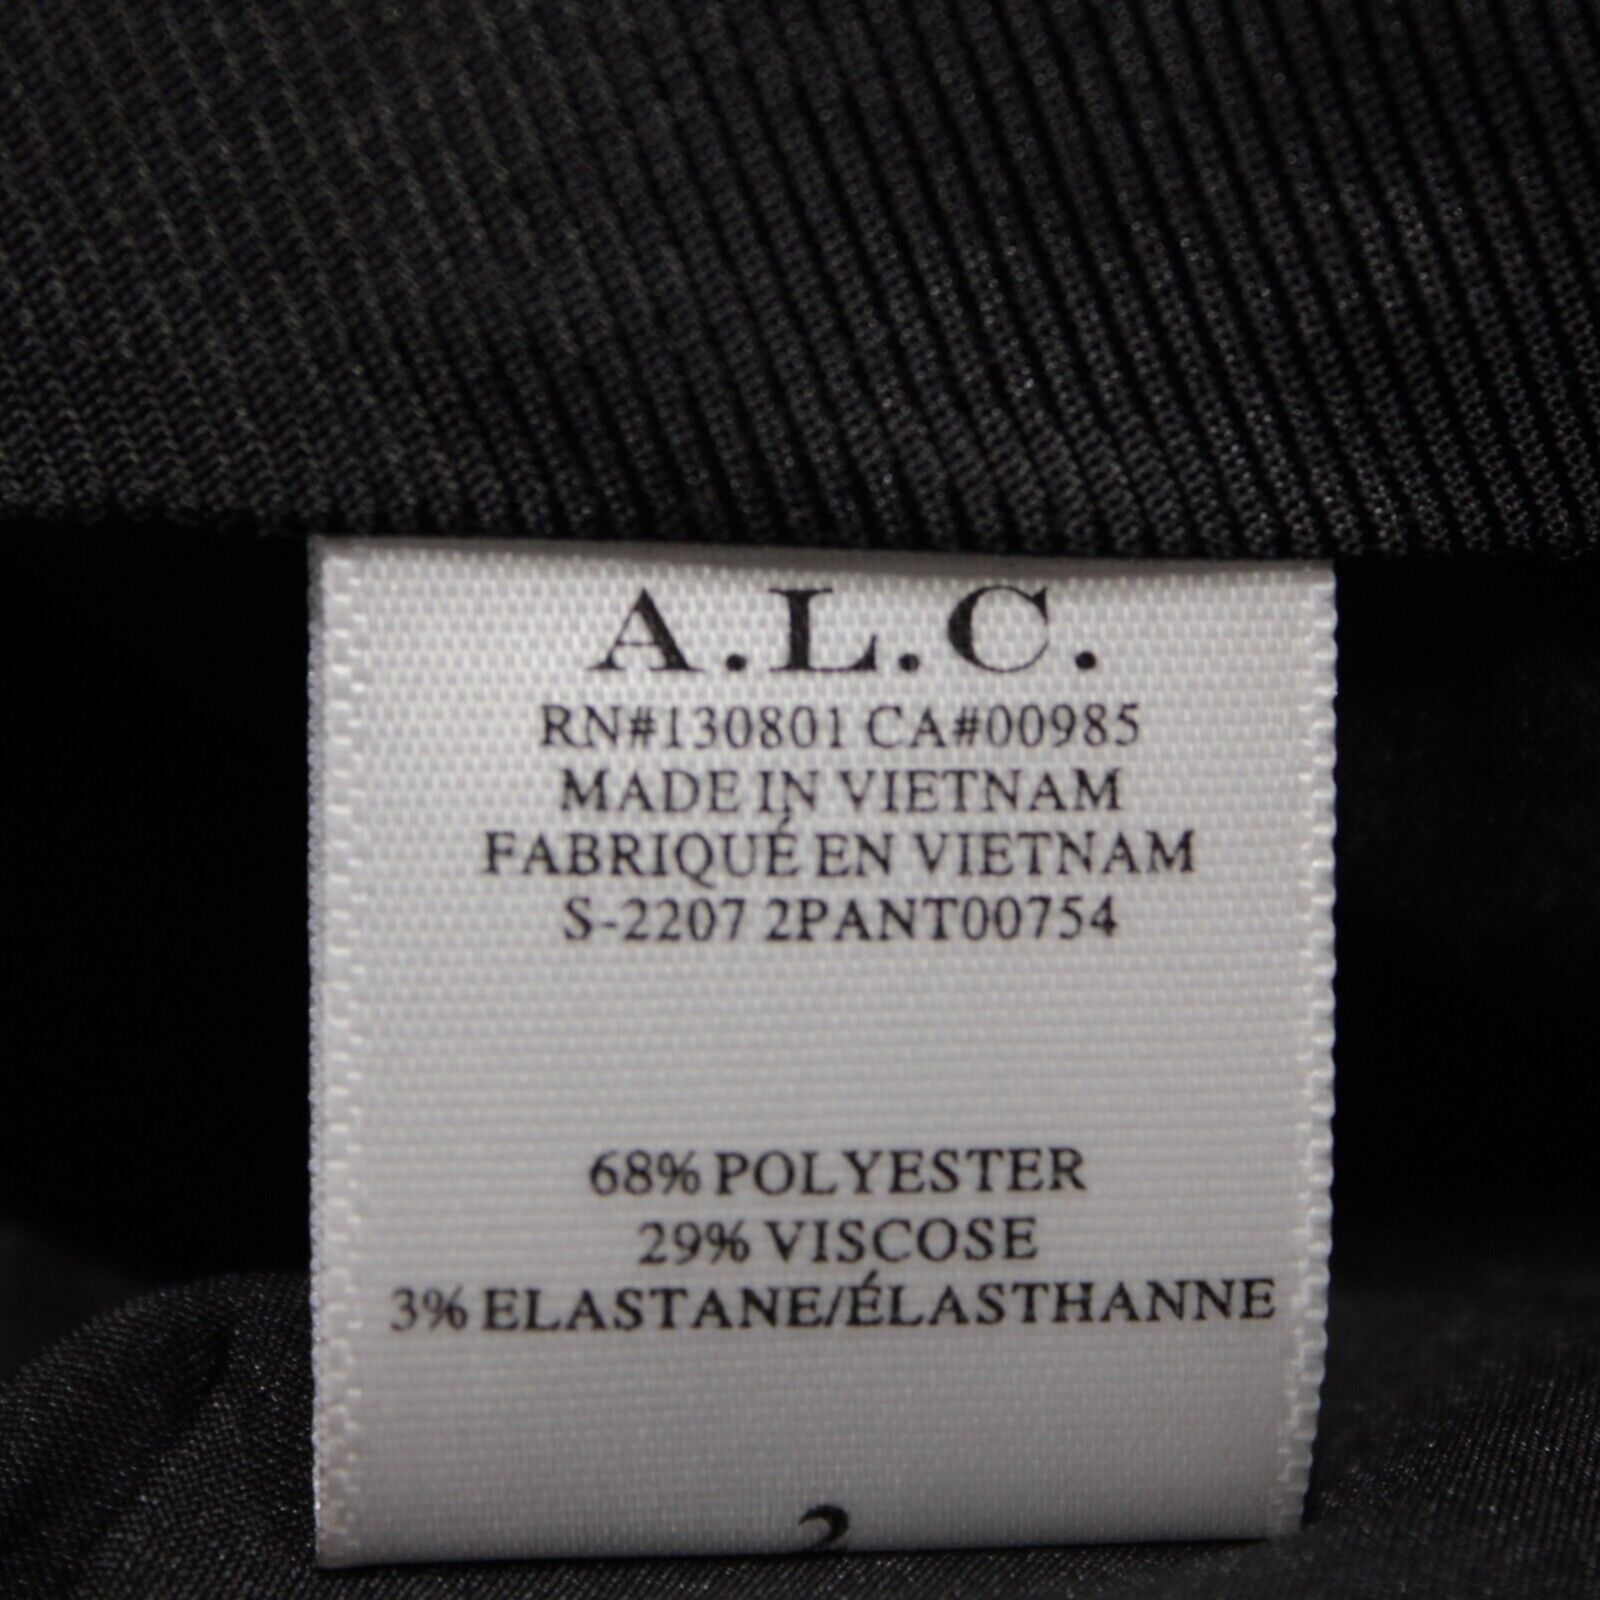 A.L.C.
RN#130801 CA#00985
MADE IN VIETNAM
FABRIQUÉ EN VIETNAM
S-2207 2PANT00754
68% POLYESTER
29% VISCOSE
3% ELASTANE/ÉLASTHANNE
2